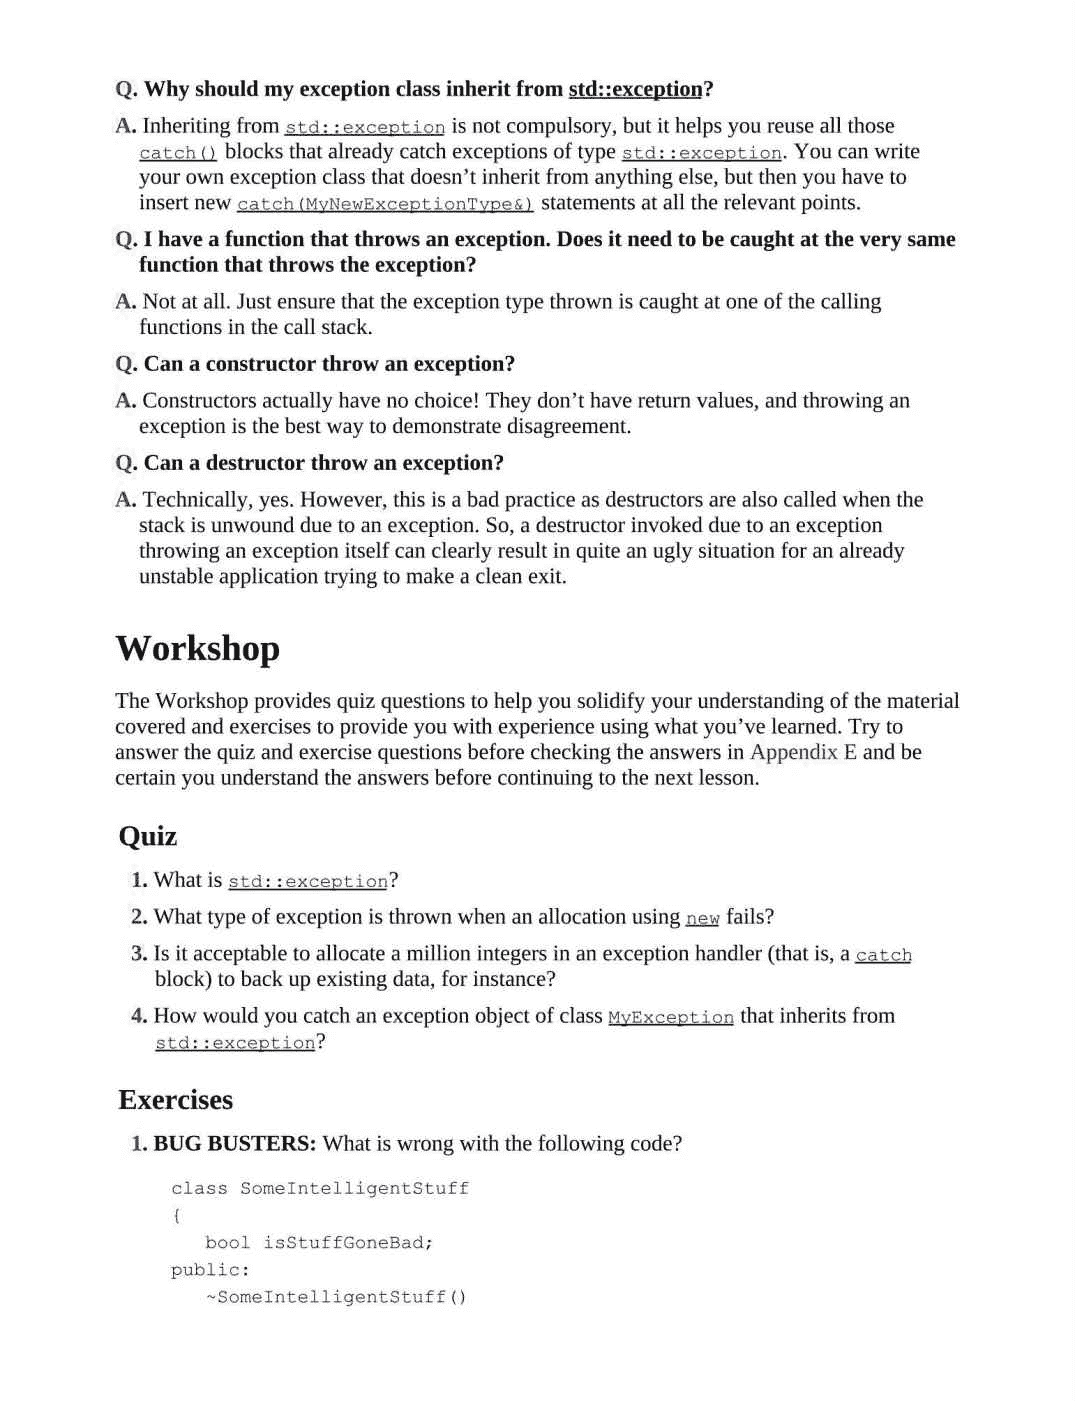 Q. Why should my exception class inherit from std::exception?
A. Inheriting from std::exception is not compulsory, but it helps you reuse all those
catch() blocks that already catch exceptions of type std::exception. You can write
your own exception class that doesn’t inherit from anything else, but then you have to
insert new catch(MyNewExceptionType&) statements at all the relevant points.
Q. I have a function that throws an exception. Does it need to be caught at the very same
function that throws the exception?
A. Not at all. Just ensure that the exception type thrown is caught at one of the calling
functions in the call stack.
Q. Can a constructor throw an exception?
A. Constructors actually have no choice! They don’t have return values, and throwing an
exception is the best way to demonstrate disagreement.
Q. Can a destructor throw an exception?
A. Technically, yes. However, this is a bad practice as destructors are also called when the
stack is unwound due to an exception. So, a destructor invoked due to an exception
throwing an exception itself can clearly result in quite an ugly situation for an already
unstable application trying to make a clean exit.
Workshop
The Workshop provides quiz questions to help you solidify your understanding of the material
covered and exercises to provide you with experience using what you’ve learned. Try to
answer the quiz and exercise questions before checking the answers in Appendix E and be
certain you understand the answers before continuing to the next lesson.
Quiz
1. What is std::exception?
2. What type of exception is thrown when an allocation using new fails?
3. Is it acceptable to allocate a million integers in an exception handler (that is, a catch
block) to back up existing data, for instance?
4. How would you catch an exception object of class MyException that inherits from
std::exception?
Exercises
1. BUG BUSTERS: What is wrong with the following code?
class SomeIntelligentStuff
{
bool isStuffGoneBad;
public:
~SomeIntelligentStuff()